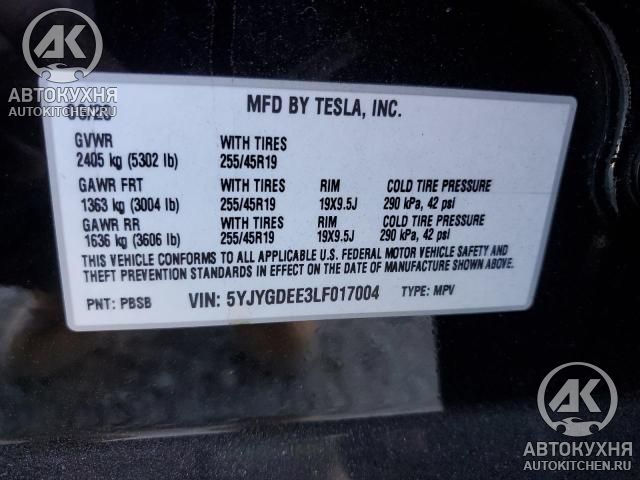 АК
АВТОКУХНЯ
AUTOKITCHEN.RU
MFD BY TESLA, INC.
GVWR WITH TIRES
2405 kg (5302 lb) 255/45R19
GAWR FRT WITH TIRES RIM COLD TIRE PRESSURE
1363 kg (3004 lb) 255/45R19 19X9.5J 290 kPa, 42 psi
GAWR RR WITH TIRES RIM COLD TIRE PRESSURE
1636 kg (3606 lb) 255/45R19 19X9.5J 290 kPa, 42 psi
THIS VEHICLE CONFORMS TO ALL APPLICABLE U.S. FEDERAL MOTOR VEHICLE SAFETY AND
THEFT PREVENTION STANDARDS IN EFFECT ON THE DATE OF MANUFACTURE SHOWN ABOVE.
PNT: PBSB VIN: 5YJYGDEE3LF017004 TYPE: MPV
АК
АВТОКУХНЯ
AUTOKITCHEN.RU